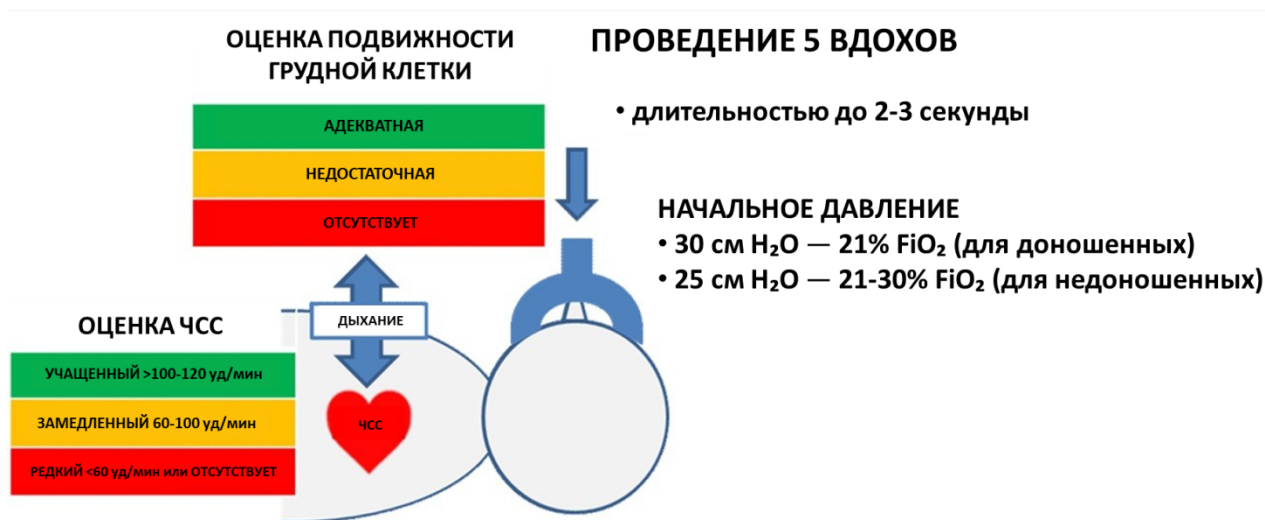 ОЦЕНКА ПОДВИЖНОСТИ
ГРУДНОЙ КЛЕТКИ
АДЕКВАТНАЯ
НЕДОСТАТОЧНАЯ
ОТСУТСТВУЕТ
ДЫХАНИЕ
ОЦЕНКА ЧСС
УЧАЩЕННЫЙ >100-120 уд/мин
ЗАМЕДЛЕННЫЙ 60-100 уд/мин
РЕДКИЙ <60 уд/мин или ОТСУТСТВУЕТ
ЧСС
ПРОВЕДЕНИЕ 5 ВДОХОВ
• длительностью до 2-3 секунды
НАЧАЛЬНОЕ ДАВЛЕНИЕ
• 30 см H₂O — 21% FiO₂ (для доношенных)
• 25 см H₂O — 21-30% FiO₂ (для недоношенных)